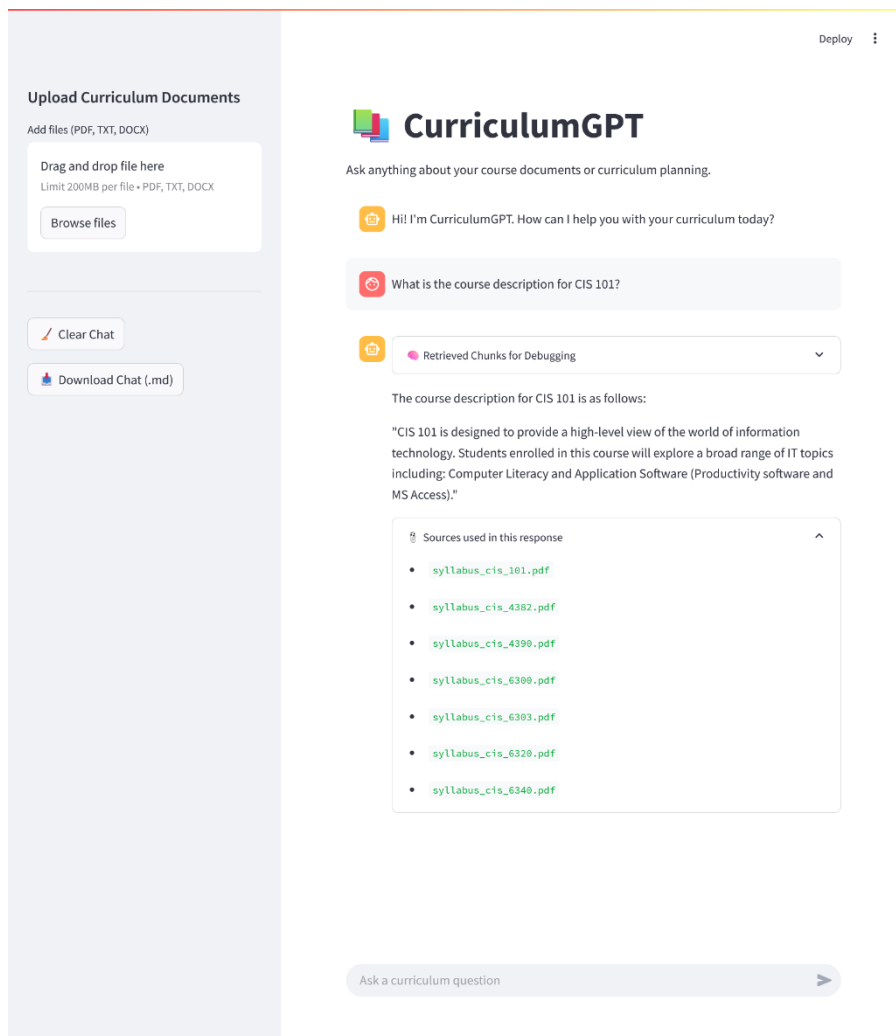 Deploy
Upload Curriculum Documents
Add files (PDF, TXT, DOCX)
Drag and drop file here
Limit 200MB per file • PDF, TXT, DOCX
Browse files
Clear Chat
Download Chat (.md)
CurriculumGPT
Ask anything about your course documents or curriculum planning.
Hi! I'm CurriculumGPT. How can I help you with your curriculum today?
What is the course description for CIS 101?
Retrieved Chunks for Debugging
The course description for CIS 101 is as follows:
"CIS 101 is designed to provide a high-level view of the world of information
technology. Students enrolled in this course will explore a broad range of IT topics
including: Computer Literacy and Application Software (Productivity software and
MS Access)."
Sources used in this response
• syllabus_cis_101.pdf
• syllabus_cis_4382.pdf
• syllabus_cis_4390.pdf
• syllabus_cis_6300.pdf
• syllabus_cis_6303.pdf
• syllabus_cis_6320.pdf
• syllabus_cis_6340.pdf
Ask a curriculum question